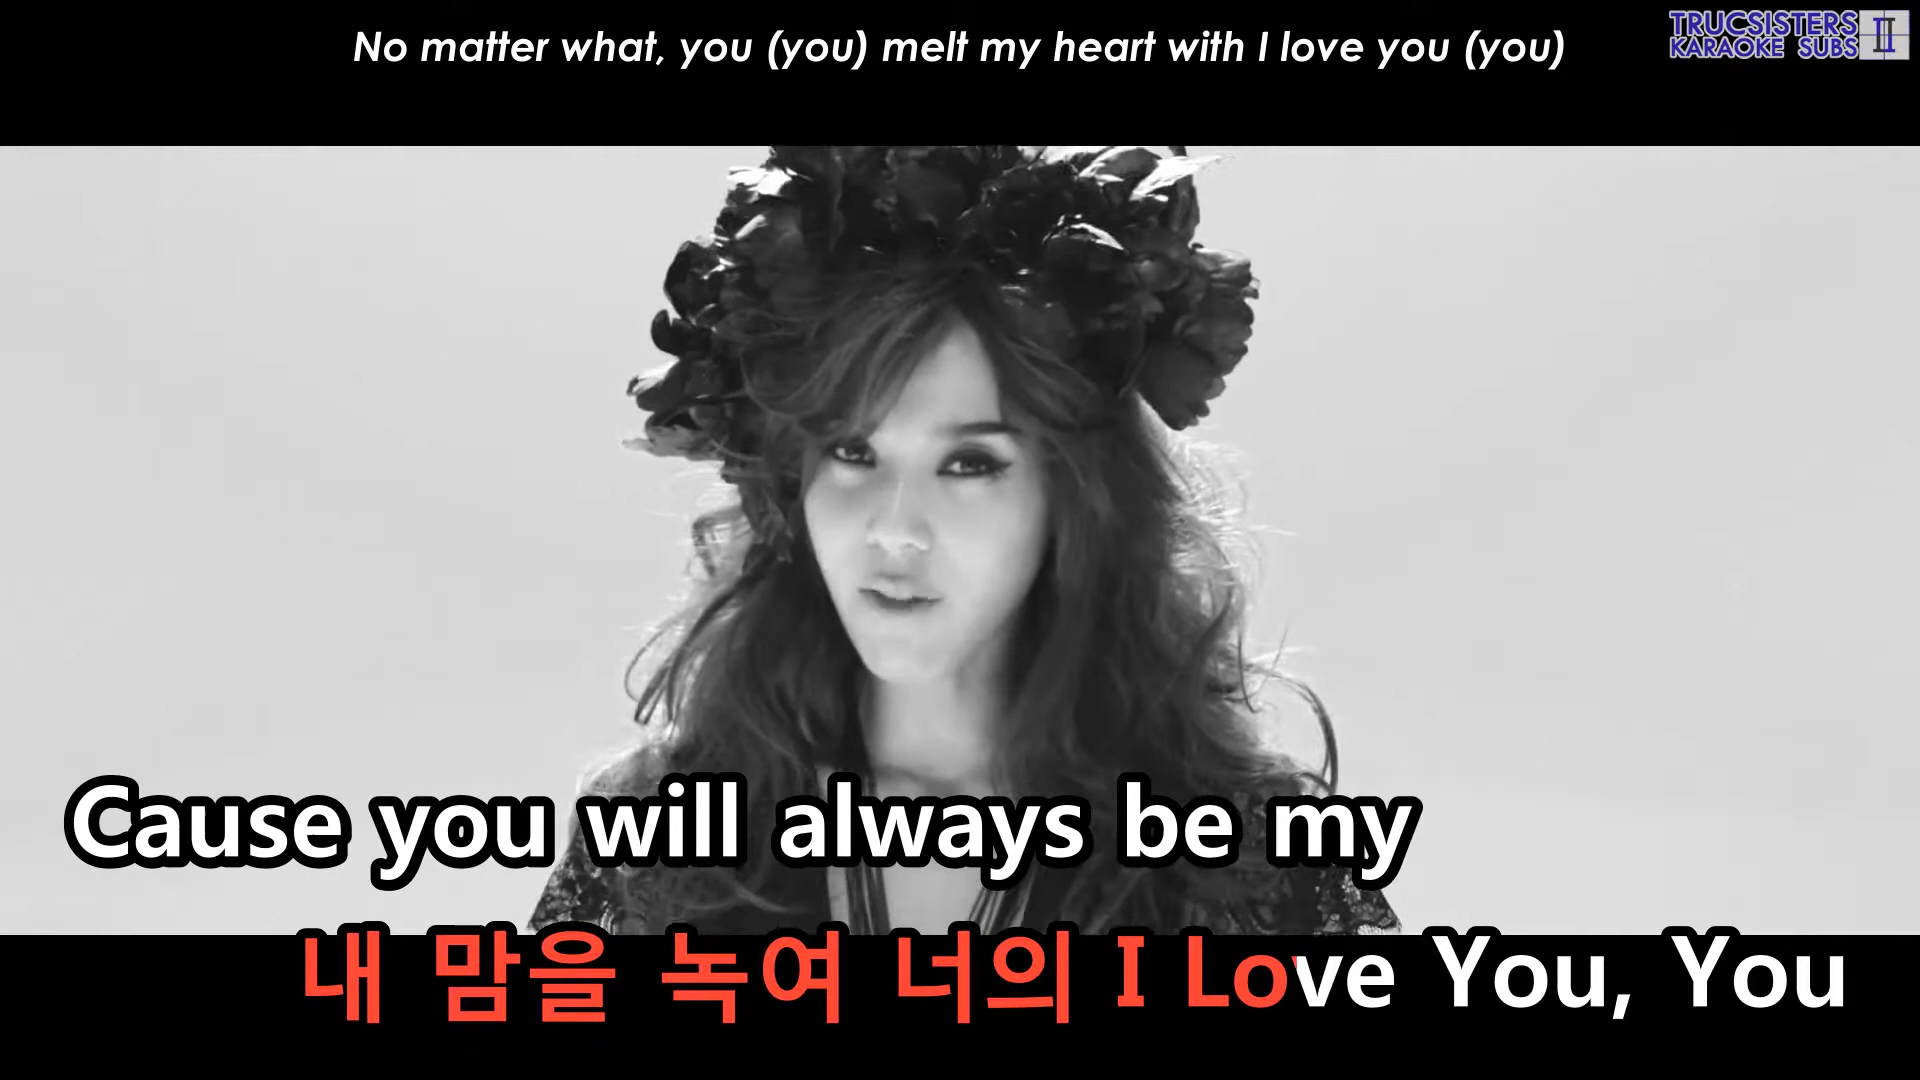 No matter what, you (you) melt my heart with I love you (you)
TRUCSISTERS
KARAOKE SUBS II
Cause you will always be my
내 맘을 녹여 너의 I Love You, You